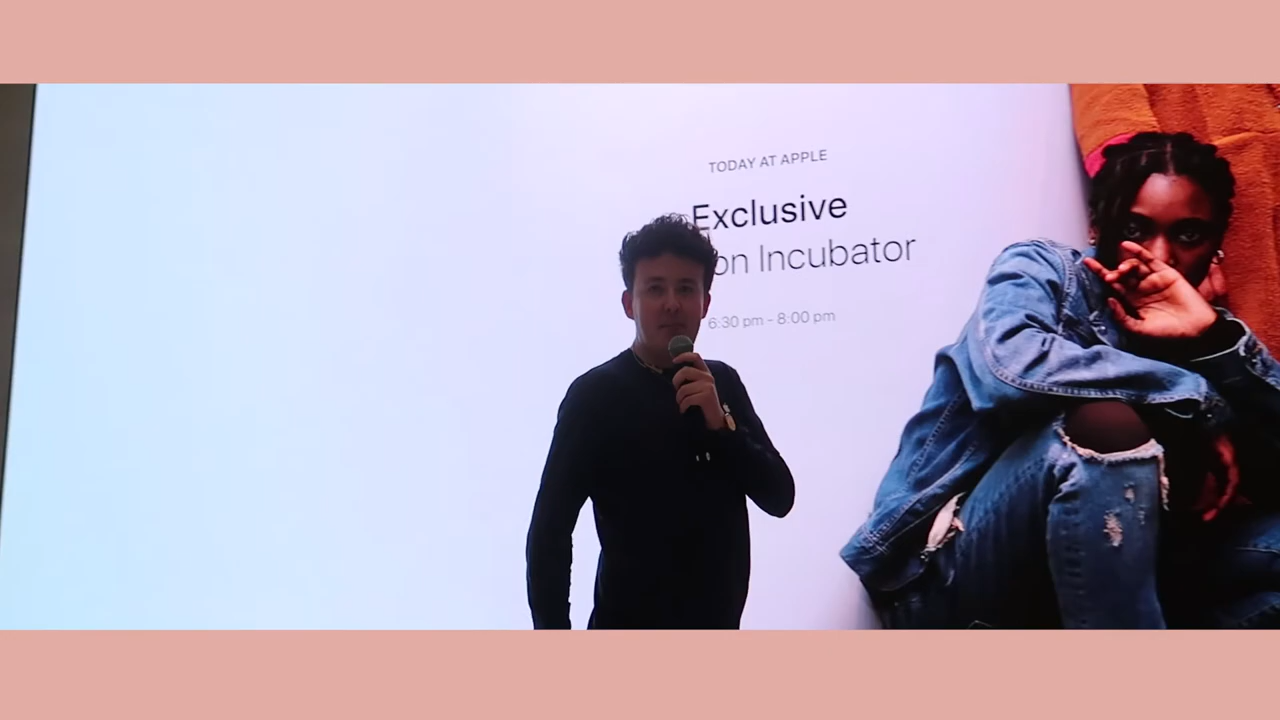 TODAY AT APPLE
Exclusive
on Incubator
6:30 pm - 8:00 pm